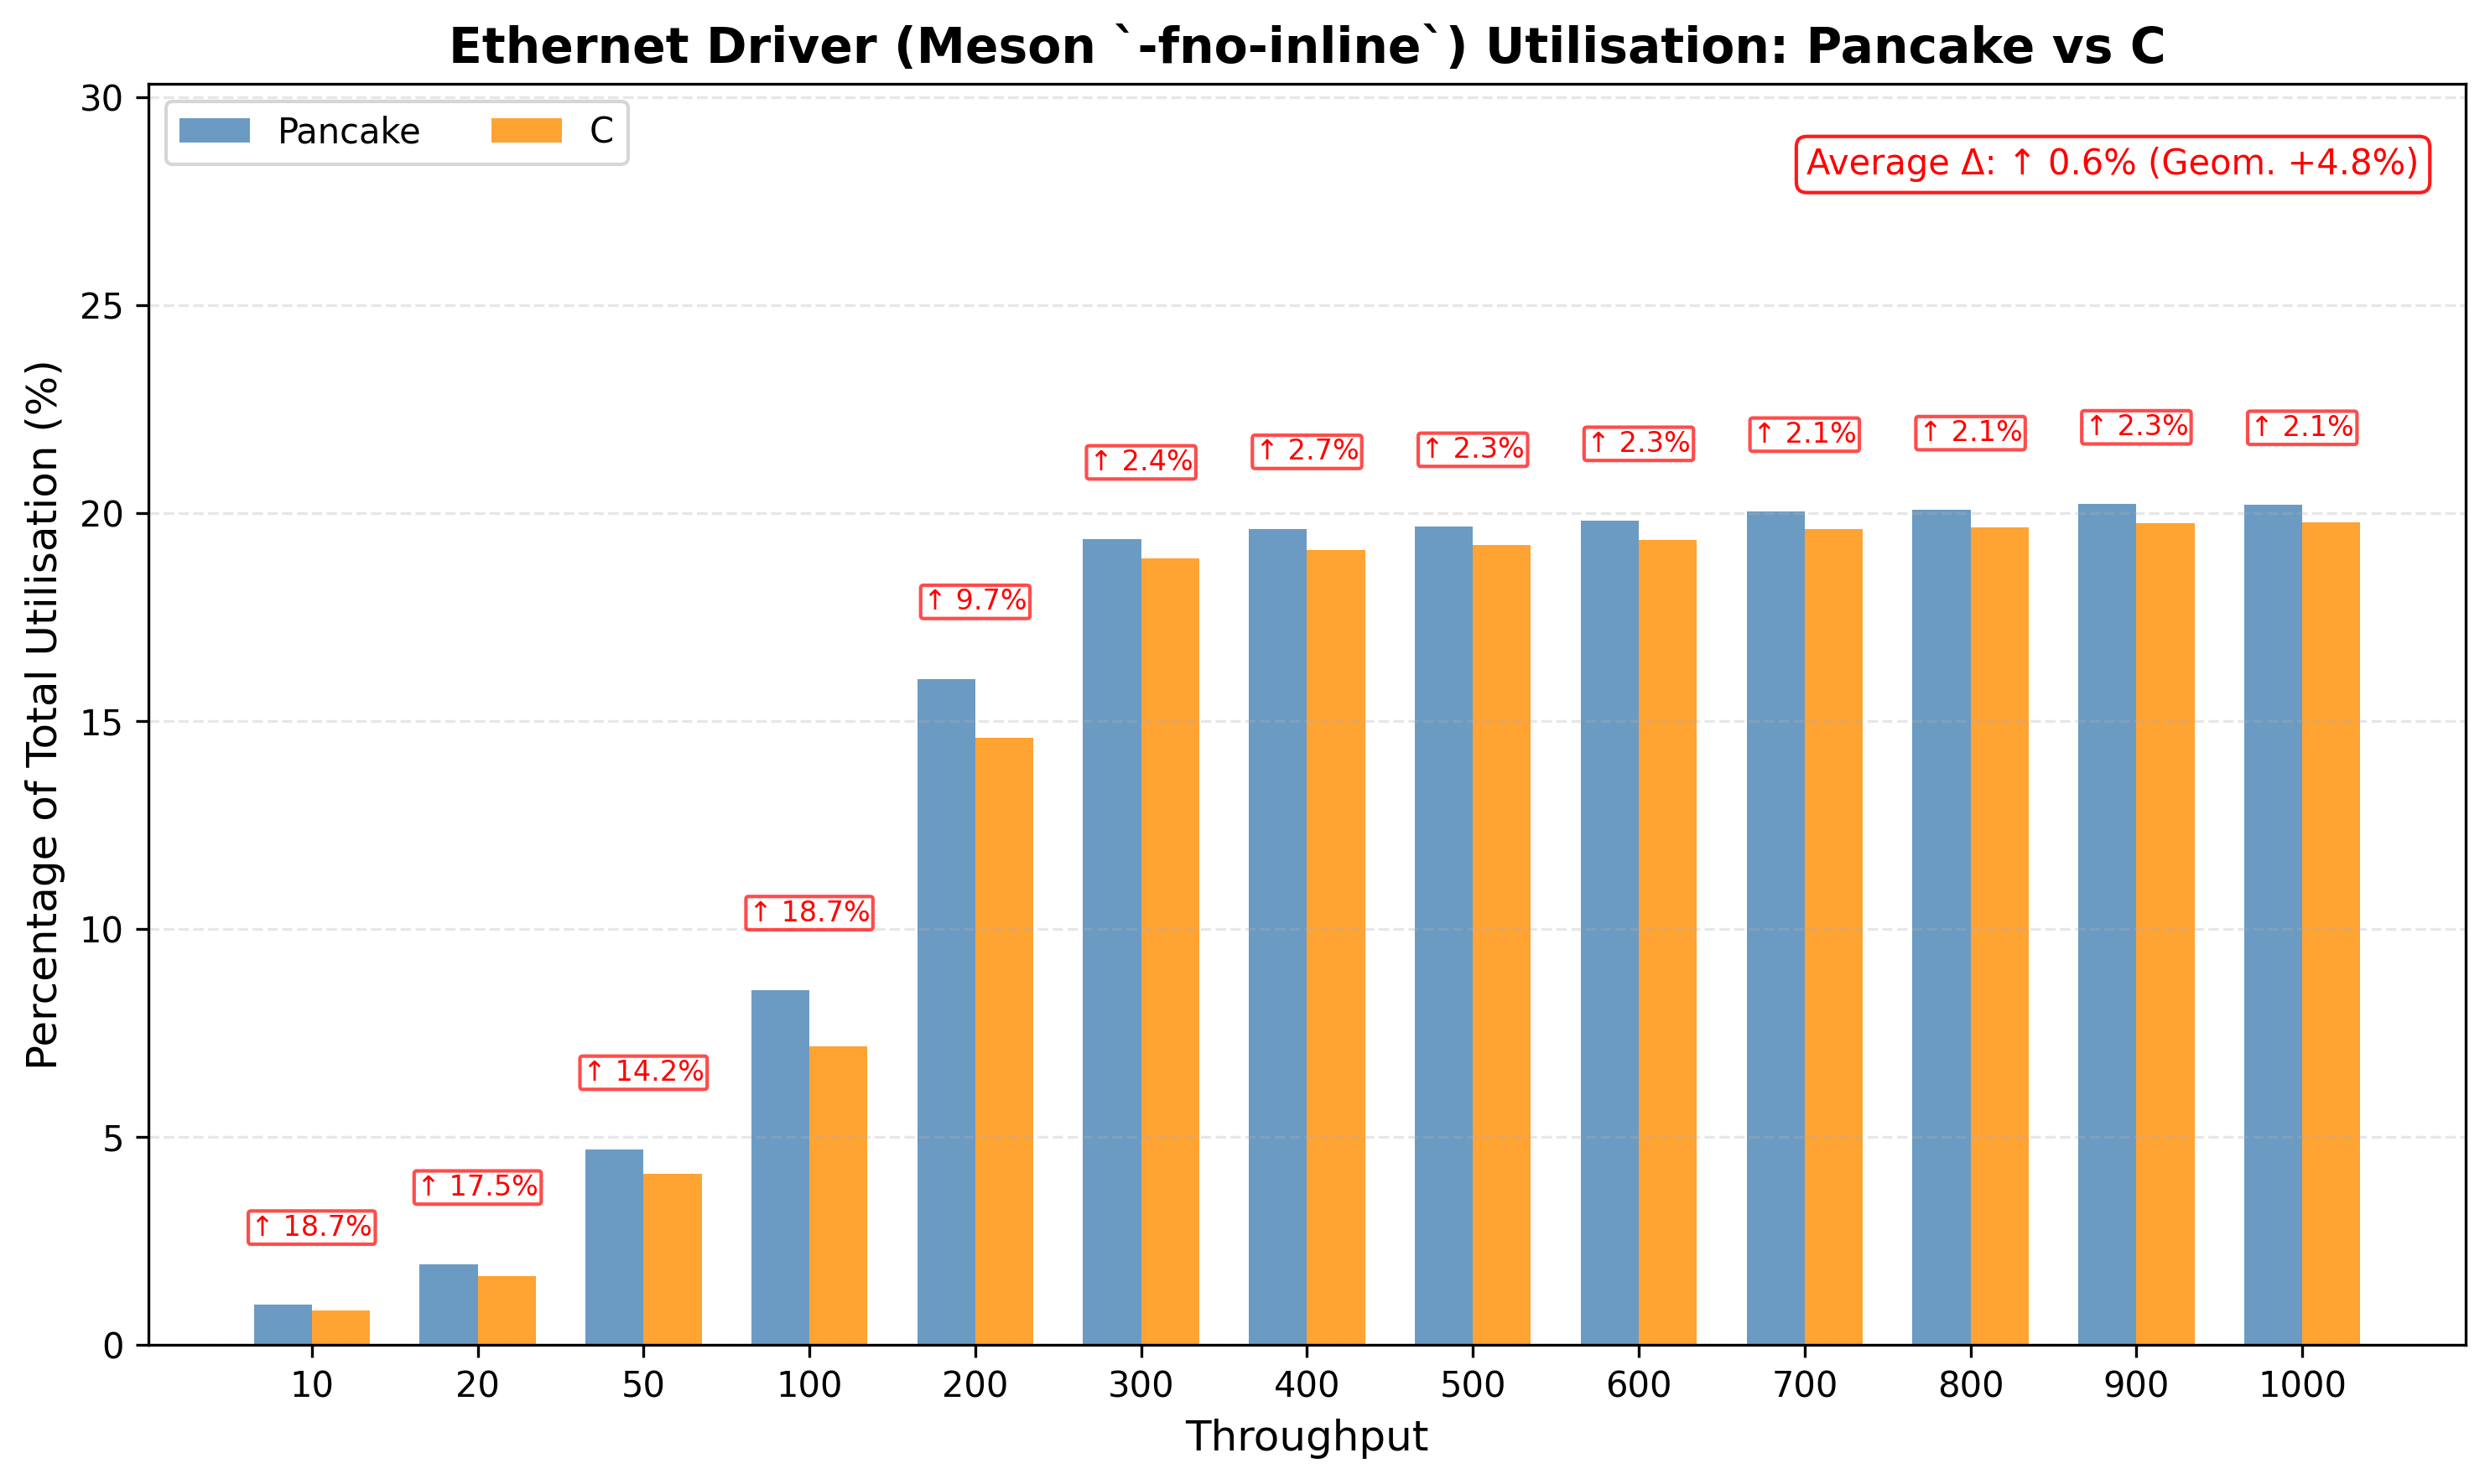 Ethernet Driver (Meson `-fno-inline`) Utilisation: Pancake vs C
Pancake
C
Average Δ: ↑ 0.6% (Geom. +4.8%)
Percentage of Total Utilisation (%)
30
25
20
15
10
5
0
↑ 18.7%
↑ 17.5%
↑ 14.2%
↑ 18.7%
↑ 9.7%
↑ 2.4%
↑ 2.7%
↑ 2.3%
↑ 2.3%
↑ 2.1%
↑ 2.1%
↑ 2.3%
↑ 2.1%
10 20 50 100 200 300 400 500 600 700 800 900 1000
Throughput